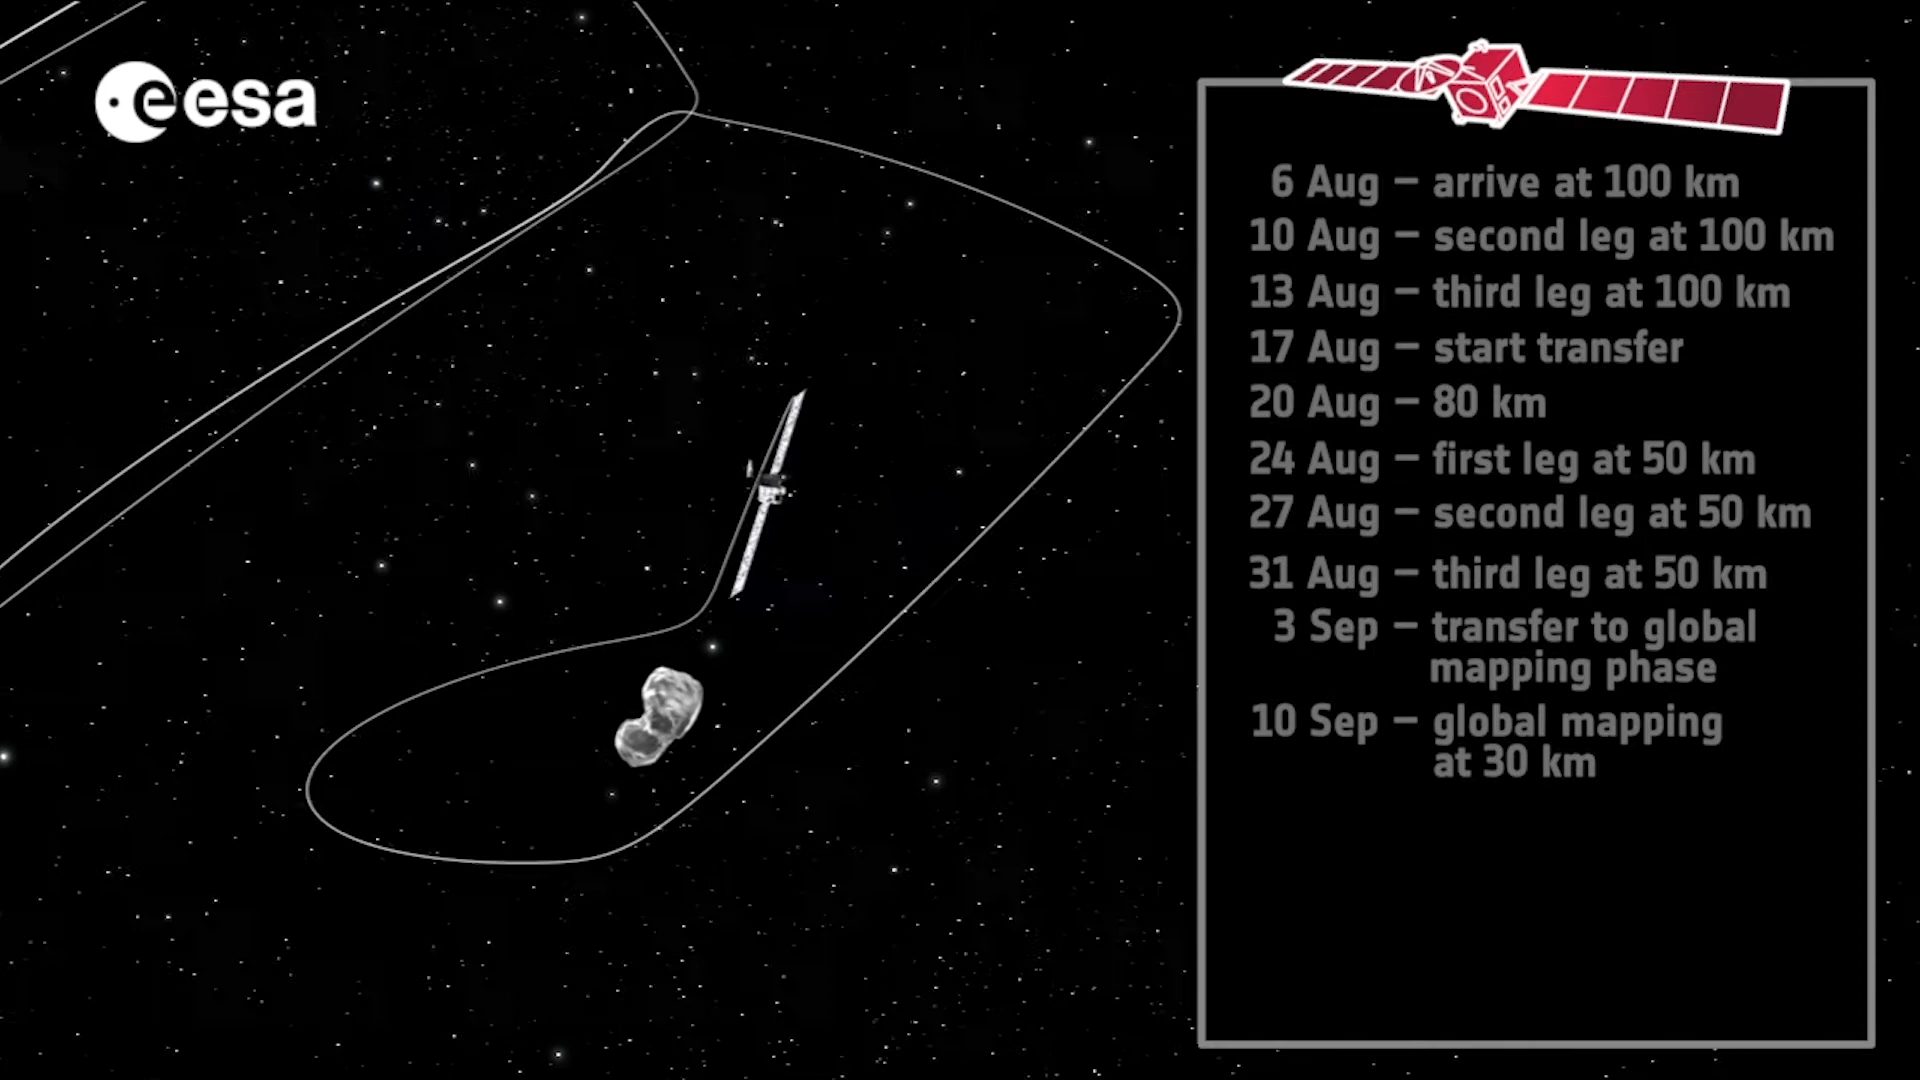 esa
6 Aug – arrive at 100 km
10 Aug – second leg at 100 km
13 Aug – third leg at 100 km
17 Aug – start transfer
20 Aug – 80 km
24 Aug – first leg at 50 km
27 Aug – second leg at 50 km
31 Aug – third leg at 50 km
3 Sep – transfer to global
mapping phase
10 Sep – global mapping
at 30 km